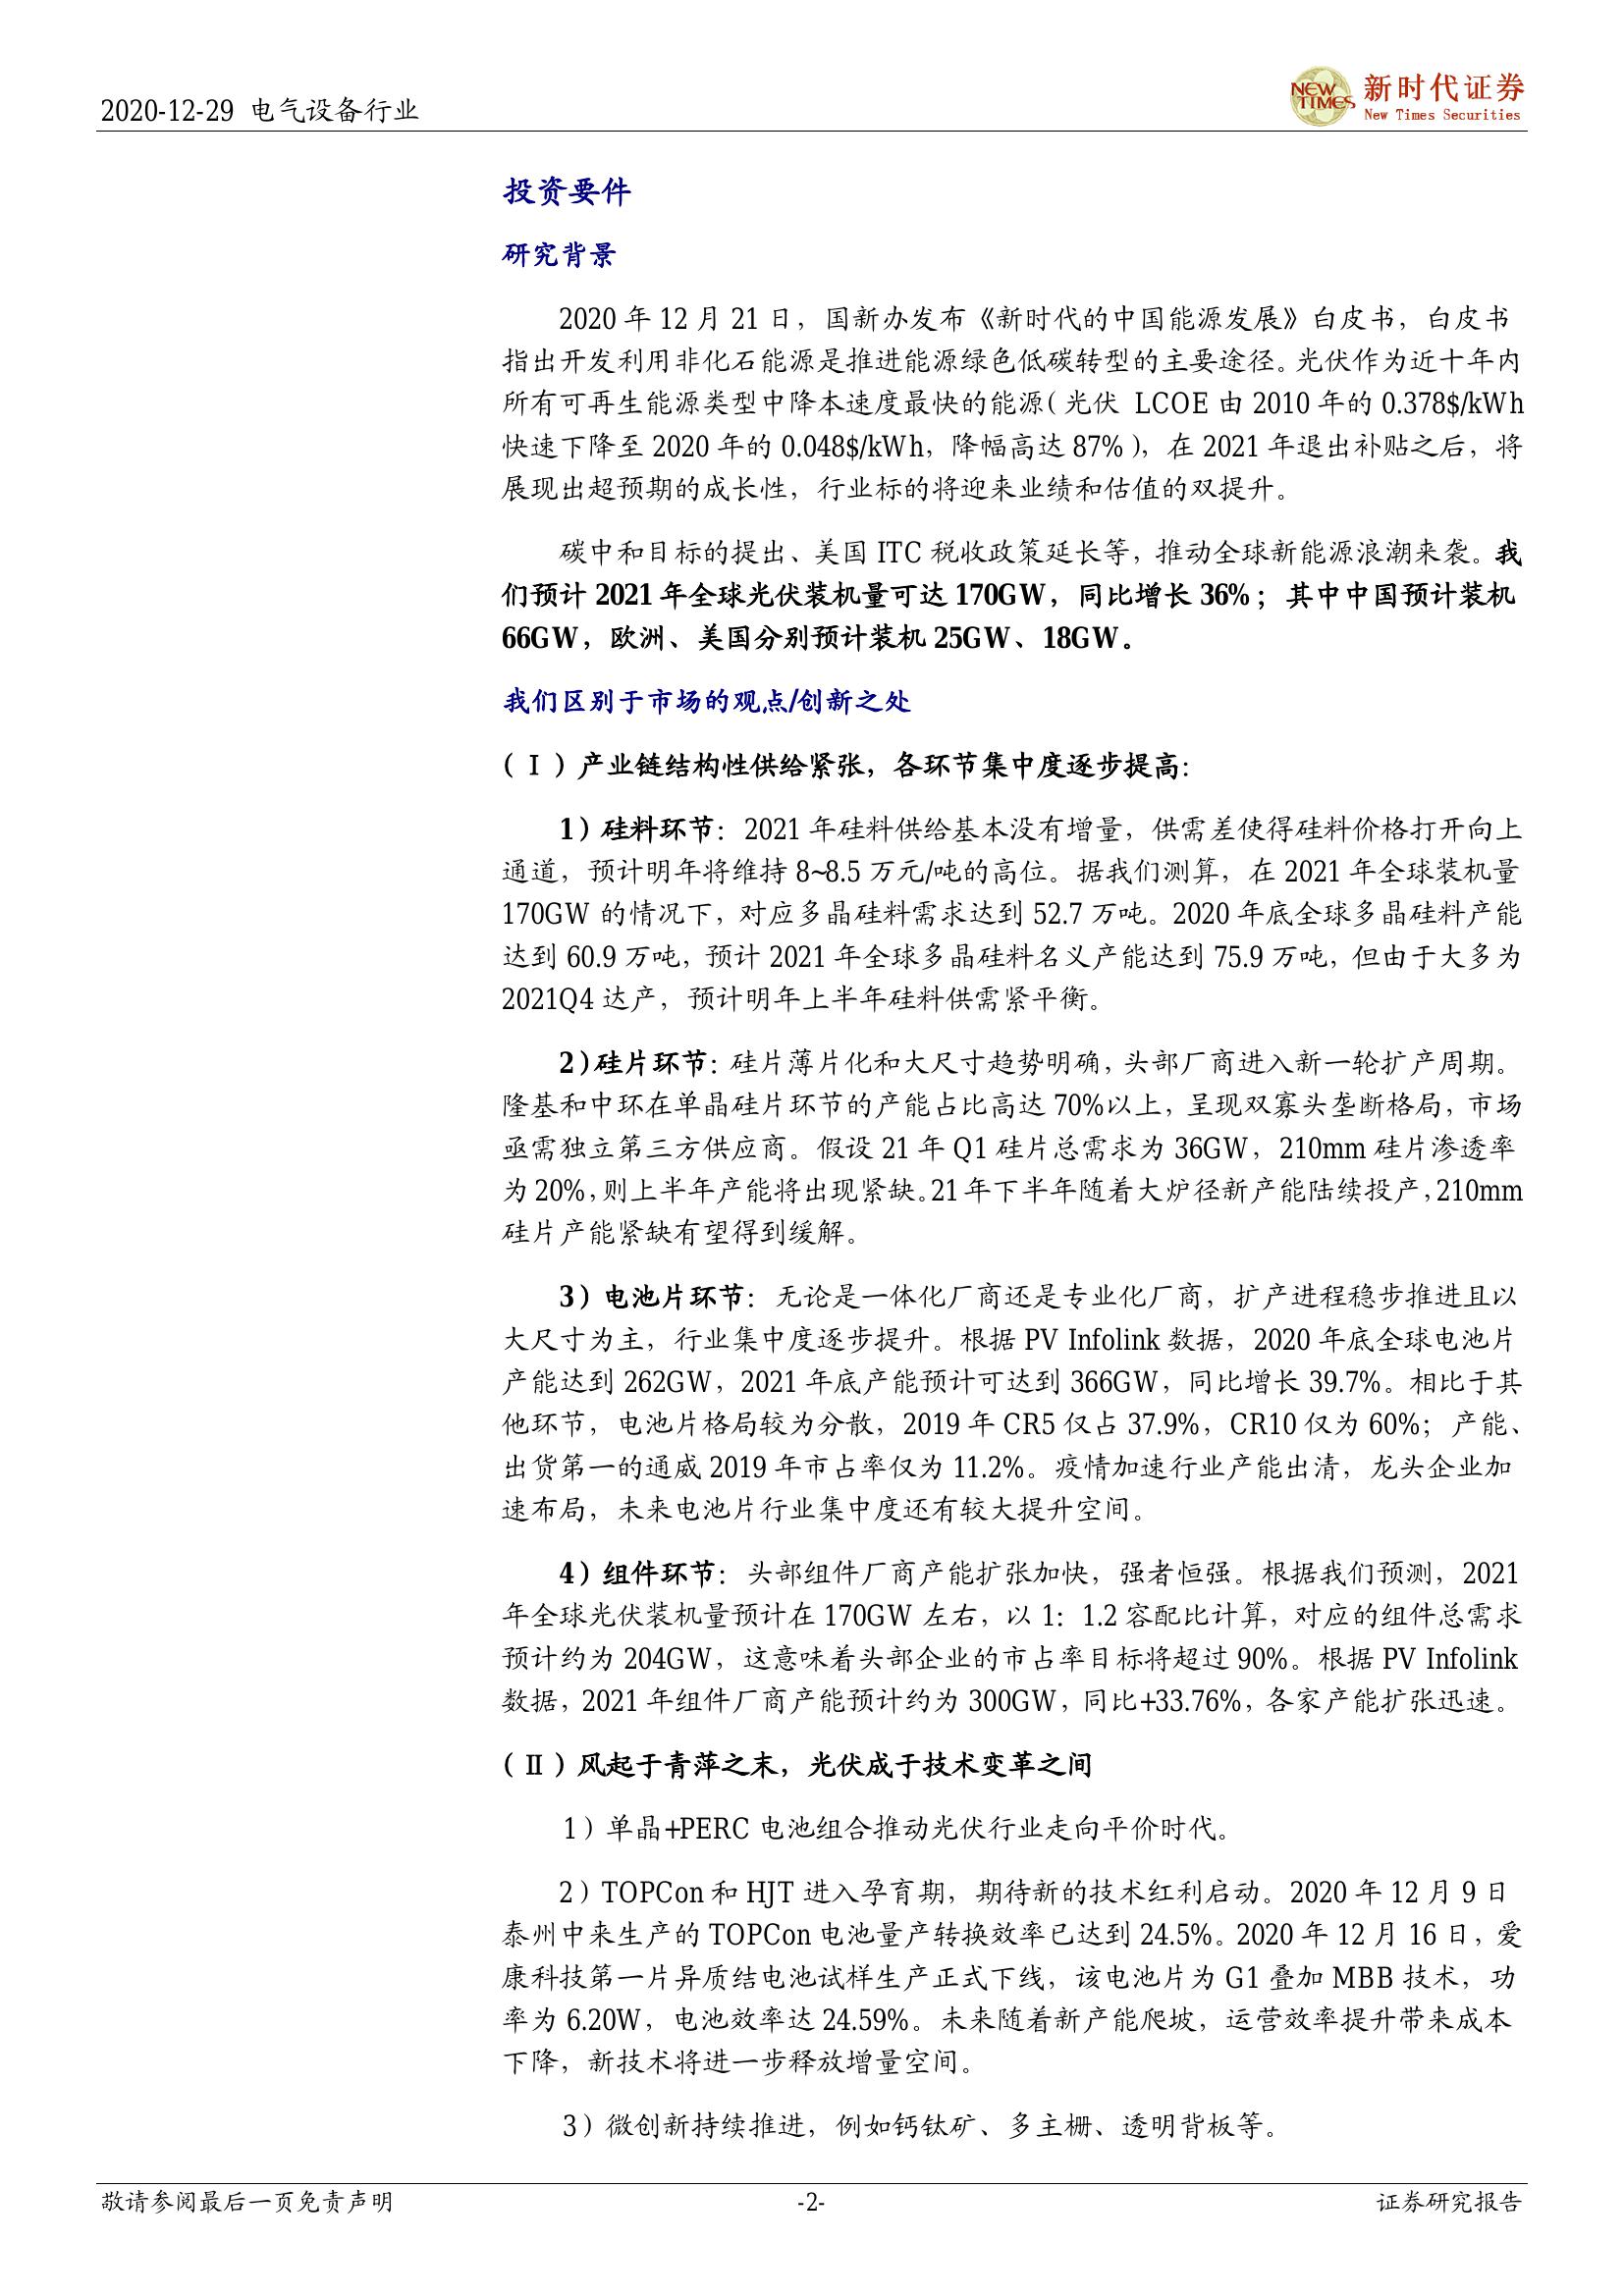 2020-12-29 电气设备行业
NEW TIMES 新时代证券
New Times Securities
投资要件
研究背景
2020 年 12 月 21 日，国新办发布《新时代的中国能源发展》白皮书，白皮书
指出开发利用非化石能源是推进能源绿色低碳转型的主要途径。光伏作为近十年内
所有可再生能源类型中降本速度最快的能源（光伏 LCOE 由 2010 年的 0.378$/kWh
快速下降至 2020 年的 0.048$/kWh，降幅高达 87%），在 2021 年退出补贴之后，将
展现出超预期的成长性，行业标的将迎来业绩和估值的双提升。
碳中和目标的提出、美国 ITC 税收政策延长等，推动全球新能源浪潮来袭。我
们预计 2021 年全球光伏装机量可达 170GW，同比增长 36%；其中中国预计装机
66GW，欧洲、美国分别预计装机 25GW、18GW。
我们区别于市场的观点/创新之处
（Ⅰ）产业链结构性供给紧张，各环节集中度逐步提高：
1）硅料环节：2021 年硅料供给基本没有增量，供需差使得硅料价格打开向上
通道，预计明年将维持 8~8.5 万元/吨的高位。据我们测算，在 2021 年全球装机量
170GW 的情况下，对应多晶硅料需求达到 52.7 万吨。2020 年底全球多晶硅料产能
达到 60.9 万吨，预计 2021 年全球多晶硅料名义产能达到 75.9 万吨，但由于大多为
2021Q4 达产，预计明年上半年硅料供需紧平衡。
2）硅片环节：硅片薄片化和大尺寸趋势明确，头部厂商进入新一轮扩产周期。
隆基和中环在单晶硅片环节的产能占比高达 70%以上，呈现双寡头垄断格局，市场
亟需独立第三方供应商。假设 21 年 Q1 硅片总需求为 36GW，210mm 硅片渗透率
为 20%，则上半年产能将出现紧缺。21 年下半年随着大炉径新产能陆续投产，210mm
硅片产能紧缺有望得到缓解。
3）电池片环节：无论是一体化厂商还是专业化厂商，扩产进程稳步推进且以
大尺寸为主，行业集中度逐步提升。根据 PV Infolink 数据，2020 年底全球电池片
产能达到 262GW，2021 年底产能预计可达到 366GW，同比增长 39.7%。相比于其
他环节，电池片格局较为分散，2019 年 CR5 仅占 37.9%，CR10 仅为 60%；产能、
出货第一的通威 2019 年市占率仅为 11.2%。疫情加速行业产能出清，龙头企业加
速布局，未来电池片行业集中度还有较大提升空间。
4）组件环节：头部组件厂商产能扩张加快，强者恒强。根据我们预测，2021
年全球光伏装机量预计在 170GW 左右，以 1：1.2 容配比计算，对应的组件总需求
预计约为 204GW，这意味着头部企业的市占率目标将超过 90%。根据 PV Infolink
数据，2021 年组件厂商产能预计约为 300GW，同比+33.76%，各家产能扩张迅速。
（Ⅱ）风起于青萍之末，光伏成于技术变革之间
1）单晶+PERC 电池组合推动光伏行业走向平价时代。
2）TOPCon 和 HJT 进入孕育期，期待新的技术红利启动。2020 年 12 月 9 日
泰州中来生产的 TOPCon 电池量产转换效率已达到 24.5%。2020 年 12 月 16 日，爱
康科技第一片异质结电池试样生产正式下线，该电池片为 G1 叠加 MBB 技术，功
率为 6.20W，电池效率达 24.59%。未来随着新产能爬坡，运营效率提升带来成本
下降，新技术将进一步释放增量空间。
3）微创新持续推进，例如钙钛矿、多主栅、透明背板等。
敬请参阅最后一页免责声明 -2- 证券研究报告